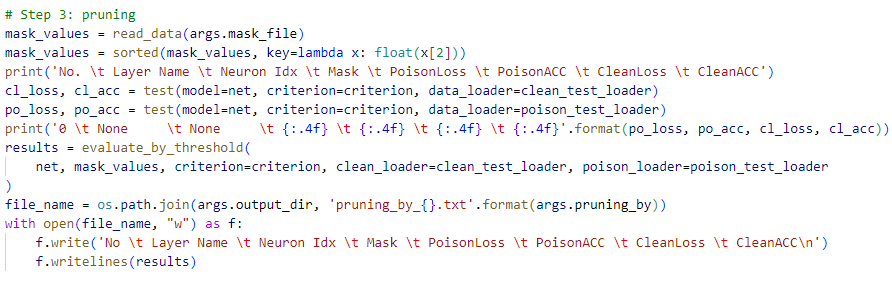 # Step 3: pruning
mask_values = read_data(args.mask_file)
mask_values = sorted(mask_values, key=lambda x: float(x[2]))
print('No. \t Layer Name \t Neuron Idx \t Mask \t PoisonLoss \t PoisonACC \t CleanLoss \t CleanACC')
cl_loss, cl_acc = test(model=net, criterion=criterion, data_loader=clean_test_loader)
po_loss, po_acc = test(model=net, criterion=criterion, data_loader=poison_test_loader)
print('0 \t None     \t None     \t {:.4f} \t {:.4f} \t {:.4f} \t {:.4f}'.format(po_loss, po_acc, cl_loss, cl_acc))
results = evaluate_by_threshold(
    net, mask_values, criterion=criterion, clean_loader=clean_test_loader, poison_loader=poison_test_loader
)
file_name = os.path.join(args.output_dir, 'pruning_by_{}.txt'.format(args.pruning_by))
with open(file_name, "w") as f:
    f.write('No \t Layer Name \t Neuron Idx \t Mask \t PoisonLoss \t PoisonACC \t CleanLoss \t CleanACC\n')
    f.writelines(results)